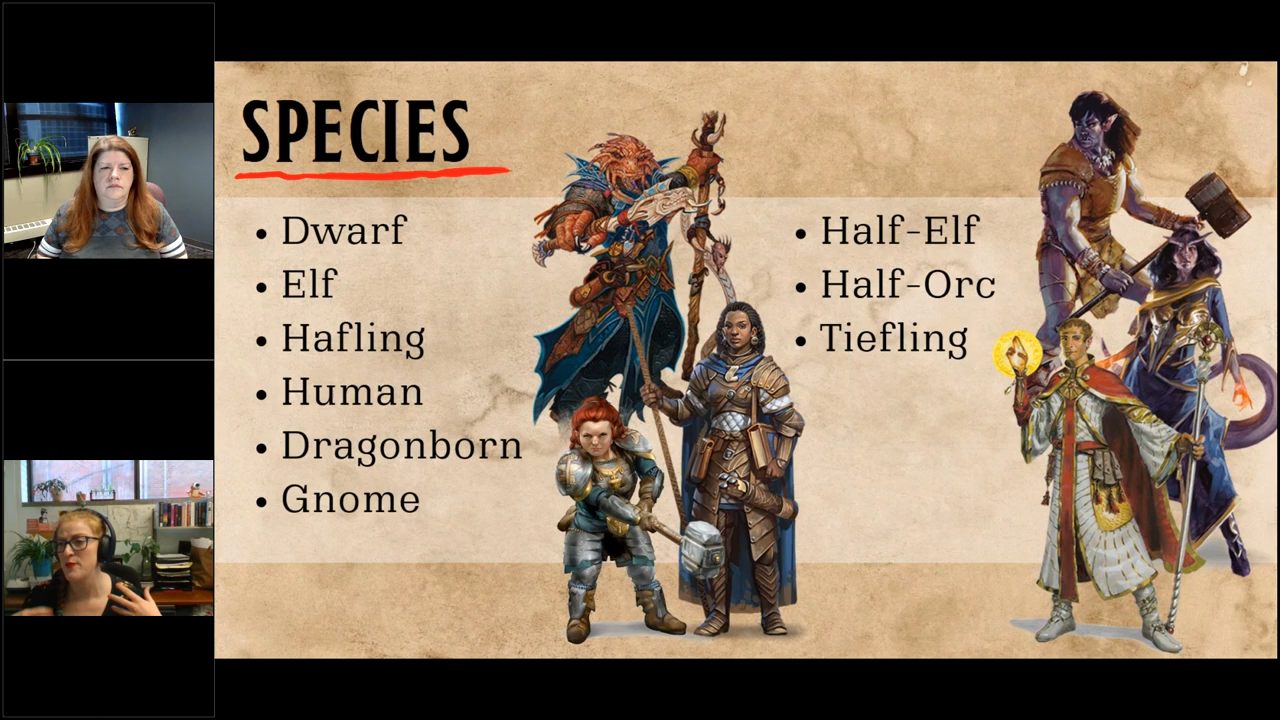 SPECIES
• Dwarf
• Elf
• Hafling
• Human
• Dragonborn
• Gnome
• Half-Elf
• Half-Orc
• Tiefling